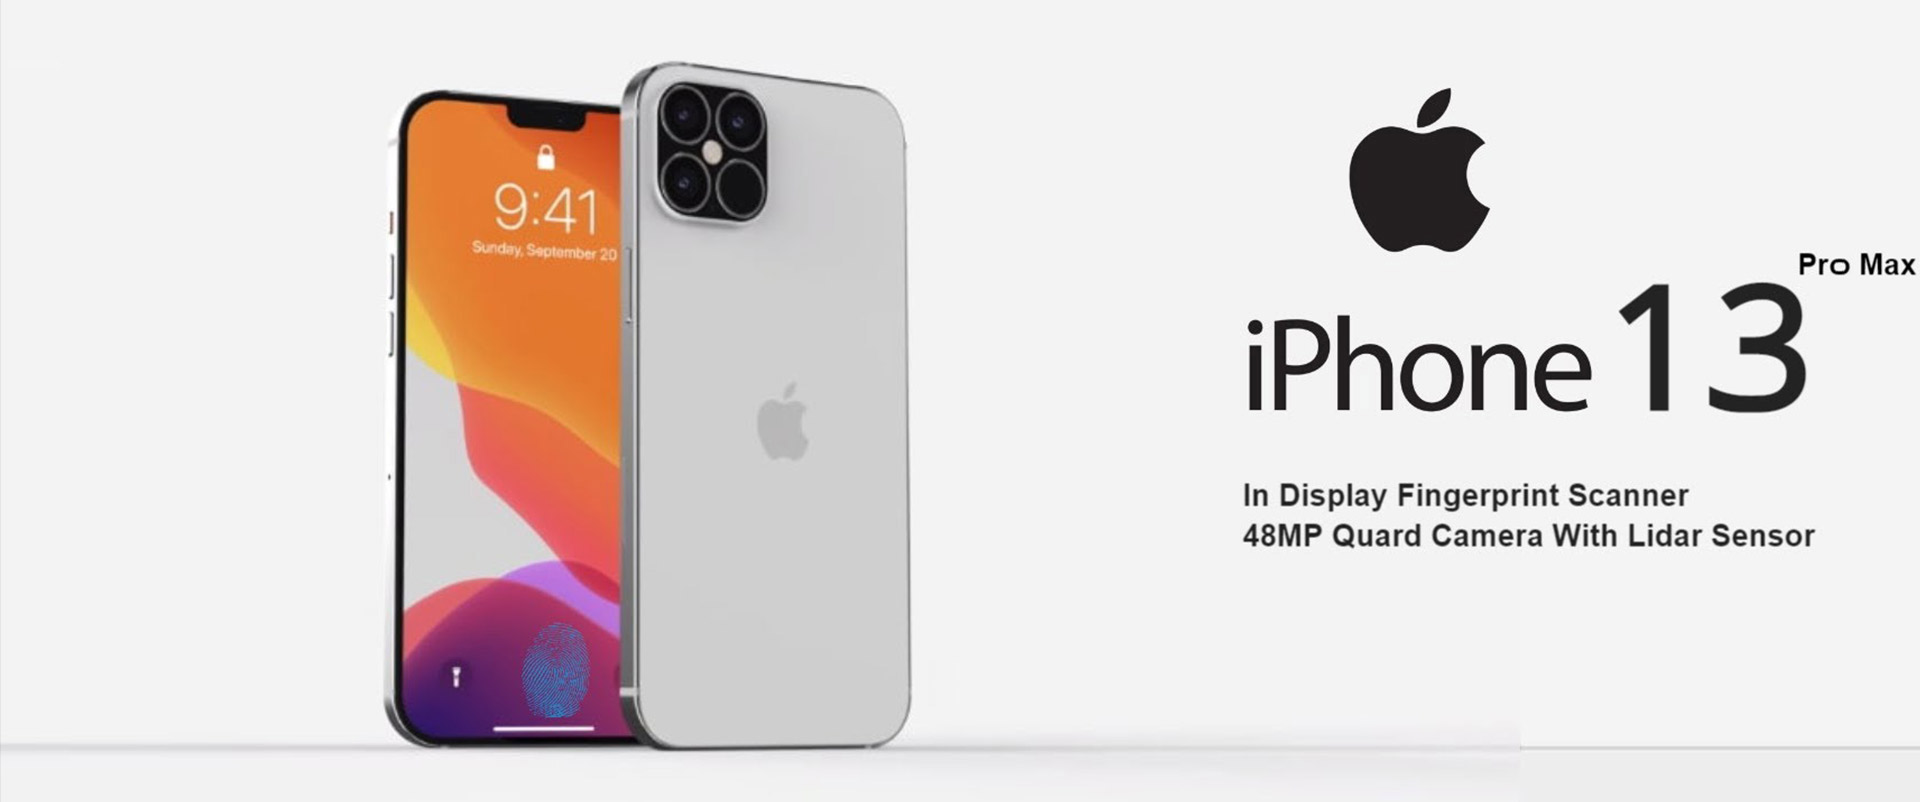 9:41
Sunday, September 20
Pro Max
iPhone 13
In Display Fingerprint Scanner
48MP Quard Camera With Lidar Sensor